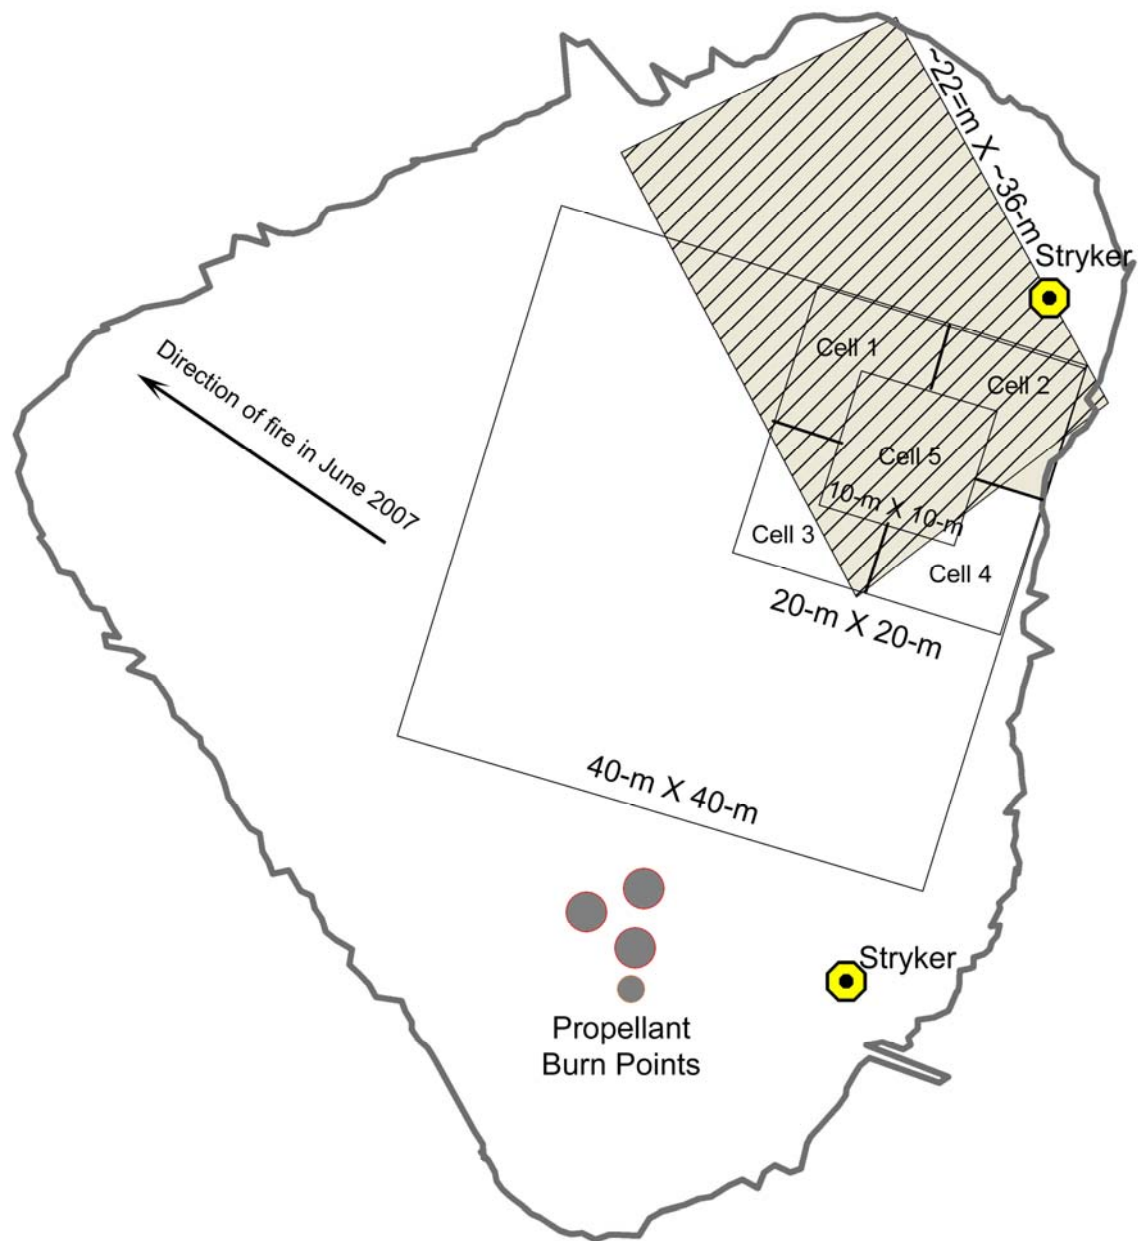 ~22=m X ~36-m
Stryker
Direction of fire in June 2007
Cell 1
Cell 2
Cell 5
10-m X 10-m
Cell 3
Cell 4
20-m X 20-m
40-m X 40-m
Stryker
Propellant
Burn Points